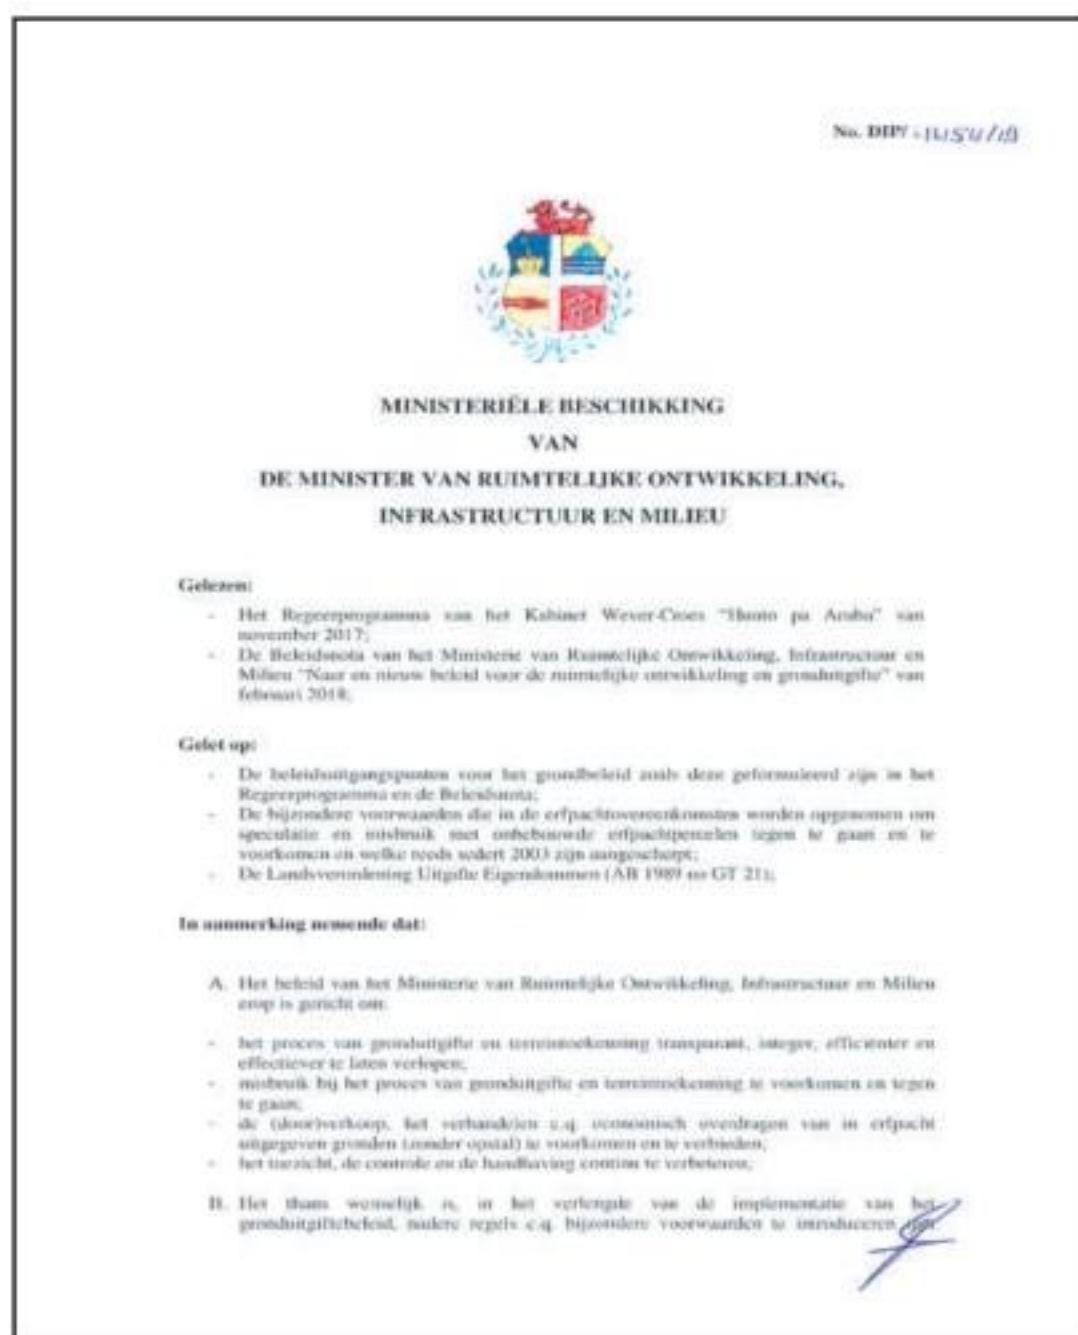 No. DIP/
MINISTERIËLE BESCHIKKING
VAN
DE MINISTER VAN RUIMTELIJKE ONTWIKKELING,
INFRASTRUCTUUR EN MILIEU
Gelezen:
- Het Regeerprogramma van het Kabinet Wever-Croes "Hunto pa Aruba" van
november 2017;
- De Beleidsnota van het Ministerie van Ruimtelijke Ontwikkeling, Infrastructuur en
Milieu "Naar en nieuw beleid voor de ruimtelijke ontwikkeling en gronduitgifte" van
februari 2018;
Gelet op:
- De beleidsuitgangspunten voor het grondbeleid zoals deze geformuleerd zijn in het
Regeerprogramma en de Beleidsnota;
- De bijzondere voorwaarden die in de erfpachtovereenkomsten worden opgenomen om
speculatie en misbruik met onbebouwde erfpachtpercelen tegen te gaan en te
voorkomen en welke reeds sedert 2003 zijn aangescherpt;
- De Landsverordening Uitgifte Eigendommen (AB 1989 no GT 21);
In aanmerking nemende dat:
A. Het beleid van het Ministerie van Ruimtelijke Ontwikkeling, Infrastructuur en Milieu
erop is gericht om:
- het proces van gronduitgifte en terreintoekenning transparant, integer, efficiënter en
effectiever te laten verlopen;
- misbruik bij het proces van gronduitgifte en terreintoekenning te voorkomen en tegen
te gaan;
- de (door)verkoop, het verhandelen c.q. economisch overdragen van in erfpacht
uitgegeven gronden (zonder opstal) te voorkomen en te verbieden;
- het toezicht, de controle en de handhaving continu te verbeteren;
B. Het thans wenselijk is, in het verlengde van de implementatie van het
gronduitgiftebeleid, nadere regels c.q. bijzondere voorwaarden te introduceren,